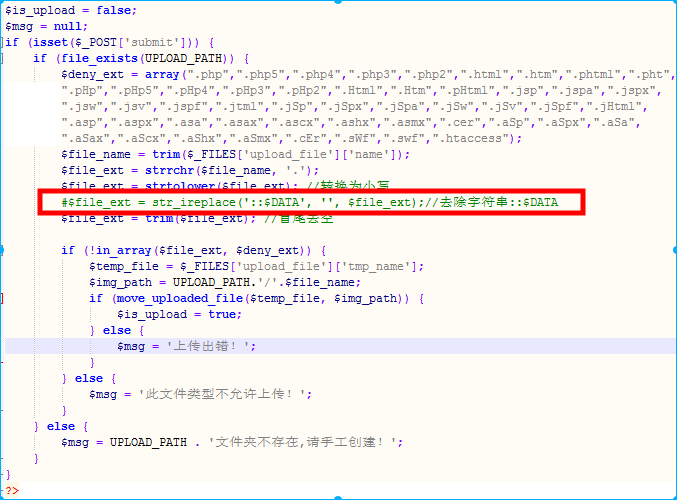 $is_upload = false;
$msg = null;
if (isset($_POST['submit'])) {
if (file_exists(UPLOAD_PATH)) {
$deny_ext = array(".php",".php5",".php4",".php3",".php2",".html",".htm",".phtml",".pht",
".pHp",".pHp5",".pHp4",".pHp3",".pHp2",".Html",".Htm",".pHtml",".jsp",".jspa",".jspx",
".jsw",".jsv",".jspf",".jtml",".jSp",".jSpx",".jSpa",".jSw",".jSv",".jSpf",".jHtml",
".asp",".aspx",".asa",".asax",".ascx",".ashx",".asmx",".cer",".aSp",".aSpx",".aSa",
".aSax",".aScx",".aShx",".aSmx",".cEr",".sWf",".swf",".htaccess");
$file_name = trim($_FILES['upload_file']['name']);
$file_ext = strrchr($file_name, '.');
$file_ext = strtolower($file_ext); //转换为小写
#$file_ext = str_ireplace('::$DATA', '', $file_ext);//去除字符串::$DATA
$file_ext = trim($file_ext); //首尾去空
if (!in_array($file_ext, $deny_ext)) {
$temp_file = $_FILES['upload_file']['tmp_name'];
$img_path = UPLOAD_PATH.'/'.$file_name;
if (move_uploaded_file($temp_file, $img_path)) {
$is_upload = true;
} else {
$msg = '上传出错！';
}
} else {
$msg = '此文件类型不允许上传！';
}
} else {
$msg = UPLOAD_PATH . '文件夹不存在,请手工创建！';
}
}
?>